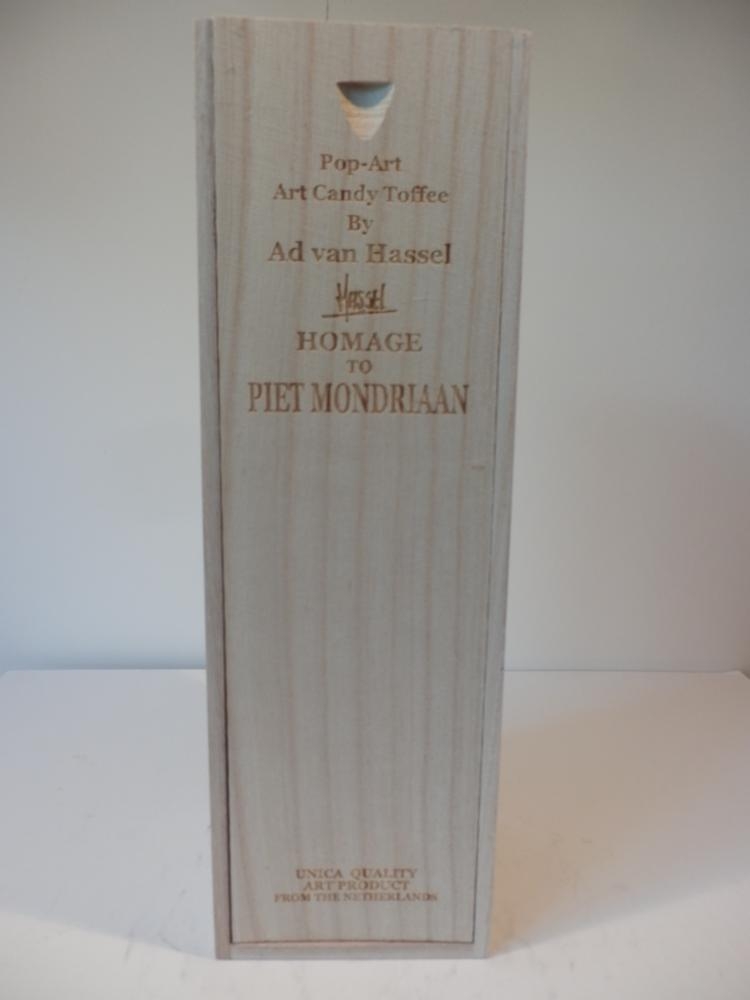 Pop-Art
Art Candy Toffee
By
Ad van Hassel
Hassel
HOMAGE
TO
PIET MONDRIAAN
UNICA QUALITY
ART PRODUCT
FROM THE NETHERLANDS